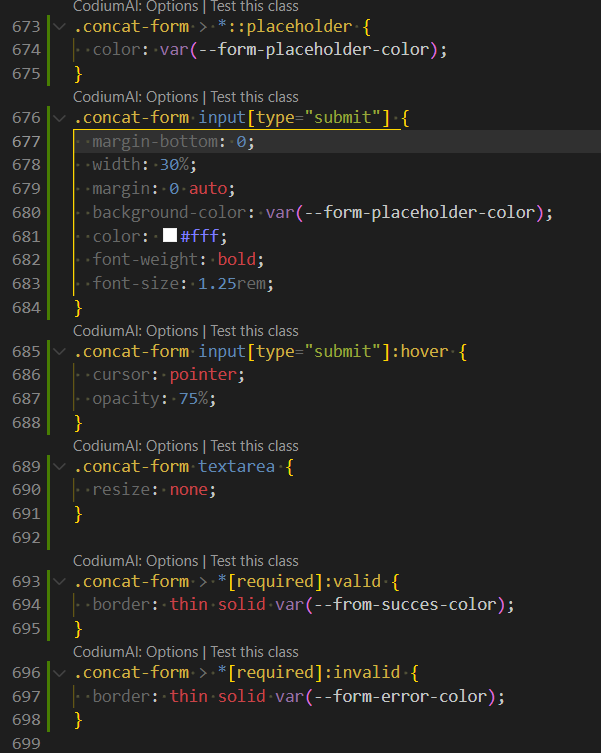 CodiumAI: Options | Test this class
673 .concat-form > *::placeholder {
674 color: var(--form-placeholder-color);
675 }
CodiumAI: Options | Test this class
676 .concat-form input[type="submit"] {
677 margin-bottom: 0;
678 width: 30%;
679 margin: 0 auto;
680 background-color: var(--form-placeholder-color);
681 color: #fff;
682 font-weight: bold;
683 font-size: 1.25rem;
684 }
CodiumAI: Options | Test this class
685 .concat-form input[type="submit"]:hover {
686 cursor: pointer;
687 opacity: 75%;
688 }
CodiumAI: Options | Test this class
689 .concat-form textarea {
690 resize: none;
691 }
692
CodiumAI: Options | Test this class
693 .concat-form > *[required]:valid {
694 border: thin solid var(--from-succes-color);
695 }
CodiumAI: Options | Test this class
696 .concat-form > *[required]:invalid {
697 border: thin solid var(--form-error-color);
698 }
699